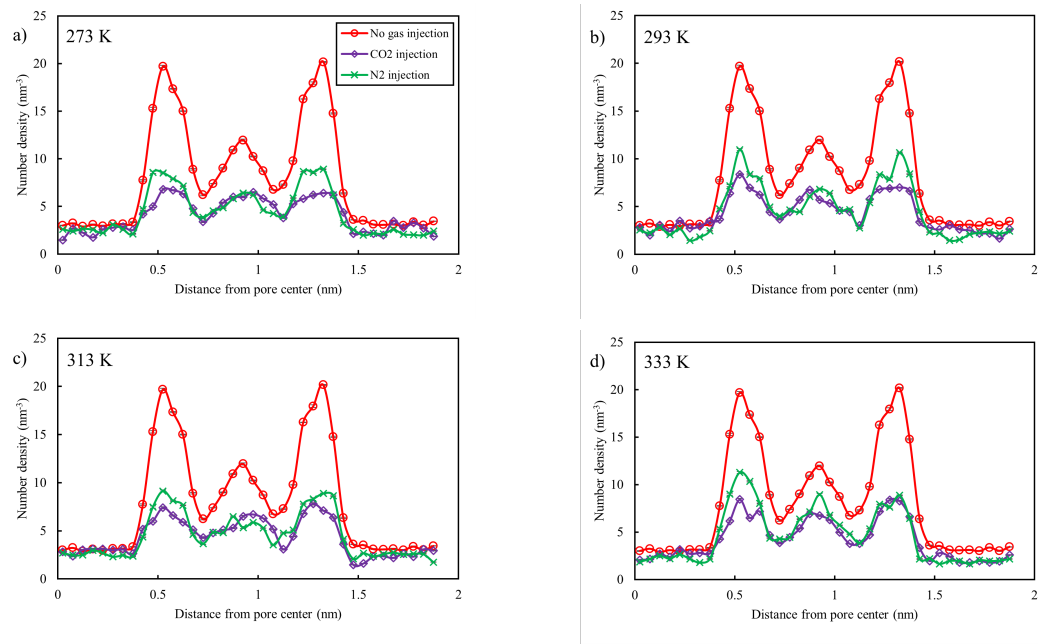 a)
273 K
No gas injection
CO2 injection
N2 injection
Number density (nm-3)
25
20
15
10
5
0
0 0.5 1 1.5 2
Distance from pore center (nm)
b)
293 K
Number density (nm-3)
25
20
15
10
5
0
0 0.5 1 1.5 2
Distance from pore center (nm)
c)
313 K
Number density (nm-3)
25
20
15
10
5
0
0 0.5 1 1.5 2
Distance from pore center (nm)
d)
333 K
Number density (nm-3)
25
20
15
10
5
0
0 0.5 1 1.5 2
Distance from pore center (nm)